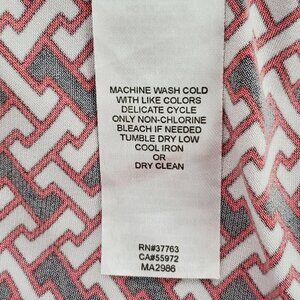 MACHINE WASH COLD
WITH LIKE COLORS
DELICATE CYCLE
ONLY NON-CHLORINE
BLEACH IF NEEDED
TUMBLE DRY LOW
COOL IRON
OR
DRY CLEAN
RN#37763
CA#55972
MA2986